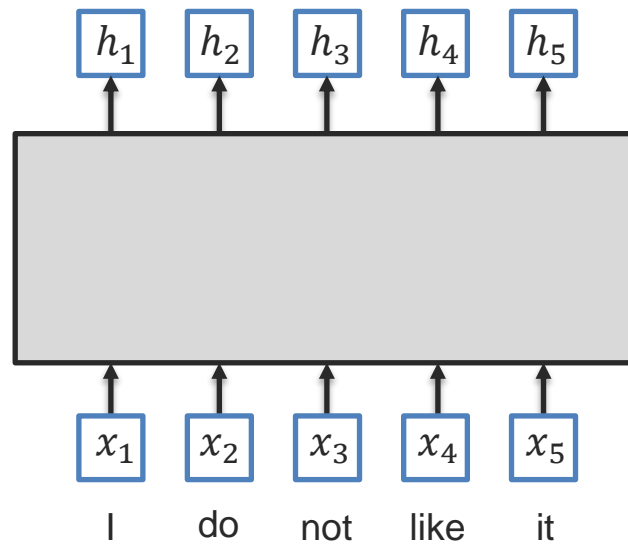 h₁ h₂ h₃ h₄ h₅
x₁ x₂ x₃ x₄ x₅
I do not like it